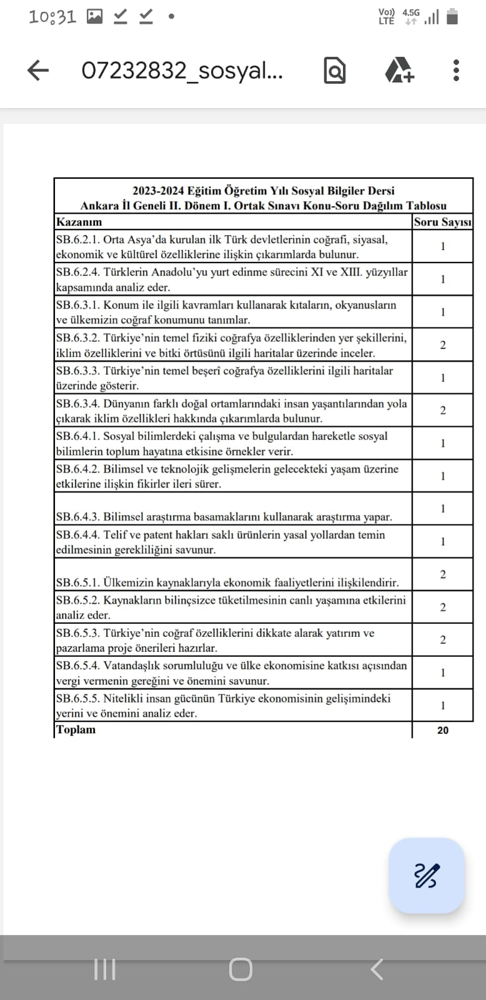 10:31
Vo)) 4.5G
LTE
07232832_sosyal...
2023-2024 Eğitim Öğretim Yılı Sosyal Bilgiler Dersi
Ankara İl Geneli II. Dönem I. Ortak Sınavı Konu-Soru Dağılım Tablosu
Kazanım Soru Sayısı
SB.6.2.1. Orta Asya’da kurulan ilk Türk devletlerinin coğrafi, siyasal,
ekonomik ve kültürel özelliklerine ilişkin çıkarımlarda bulunur.
1
SB.6.2.4. Türklerin Anadolu’yu yurt edinme sürecini XI ve XIII. yüzyıllar
kapsamında analiz eder.
1
SB.6.3.1. Konum ile ilgili kavramları kullanarak kıtaların, okyanusların
ve ülkemizin coğraf konumunu tanımlar.
1
SB.6.3.2. Türkiye’nin temel fiziki coğrafya özelliklerinden yer şekillerini,
iklim özelliklerini ve bitki örtüsünü ilgili haritalar üzerinde inceler.
2
SB.6.3.3. Türkiye’nin temel beşerî coğrafya özelliklerini ilgili haritalar
üzerinde gösterir.
1
SB.6.3.4. Dünyanın farklı doğal ortamlarındaki insan yaşantılarından yola
çıkarak iklim özellikleri hakkında çıkarımlarda bulunur.
2
SB.6.4.1. Sosyal bilimlerdeki çalışma ve bulgulardan hareketle sosyal
bilimlerin toplum hayatına etkisine örnekler verir.
1
SB.6.4.2. Bilimsel ve teknolojik gelişmelerin gelecekteki yaşam üzerine
etkilerine ilişkin fikirler ileri sürer.
1
SB.6.4.3. Bilimsel araştırma basamaklarını kullanarak araştırma yapar.
1
SB.6.4.4. Telif ve patent hakları saklı ürünlerin yasal yollardan temin
edilmesinin gerekliliğini savunur.
1
SB.6.5.1. Ülkemizin kaynaklarıyla ekonomik faaliyetlerini ilişkilendirir.
2
SB.6.5.2. Kaynakların bilinçsizce tüketilmesinin canlı yaşamına etkilerini
analiz eder.
2
SB.6.5.3. Türkiye’nin coğraf özelliklerini dikkate alarak yatırım ve
pazarlama proje önerileri hazırlar.
2
SB.6.5.4. Vatandaşlık sorumluluğu ve ülke ekonomisine katkısı açısından
vergi vermenin gereğini ve önemini savunur.
1
SB.6.5.5. Nitelikli insan gücünün Türkiye ekonomisinin gelişimindeki
yerini ve önemini analiz eder.
1
Toplam 20